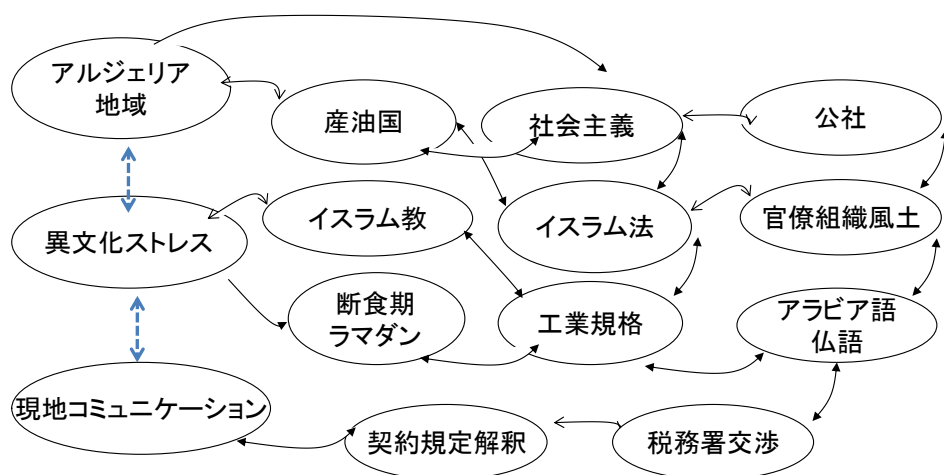 アルジェリア
地域
産油国
社会主義
公社
異文化ストレス
イスラム教
イスラム法
官僚組織風土
断食期
ラマダン
工業規格
アラビア語
仏語
現地コミュニケーション
契約規定解釈
税務署交渉